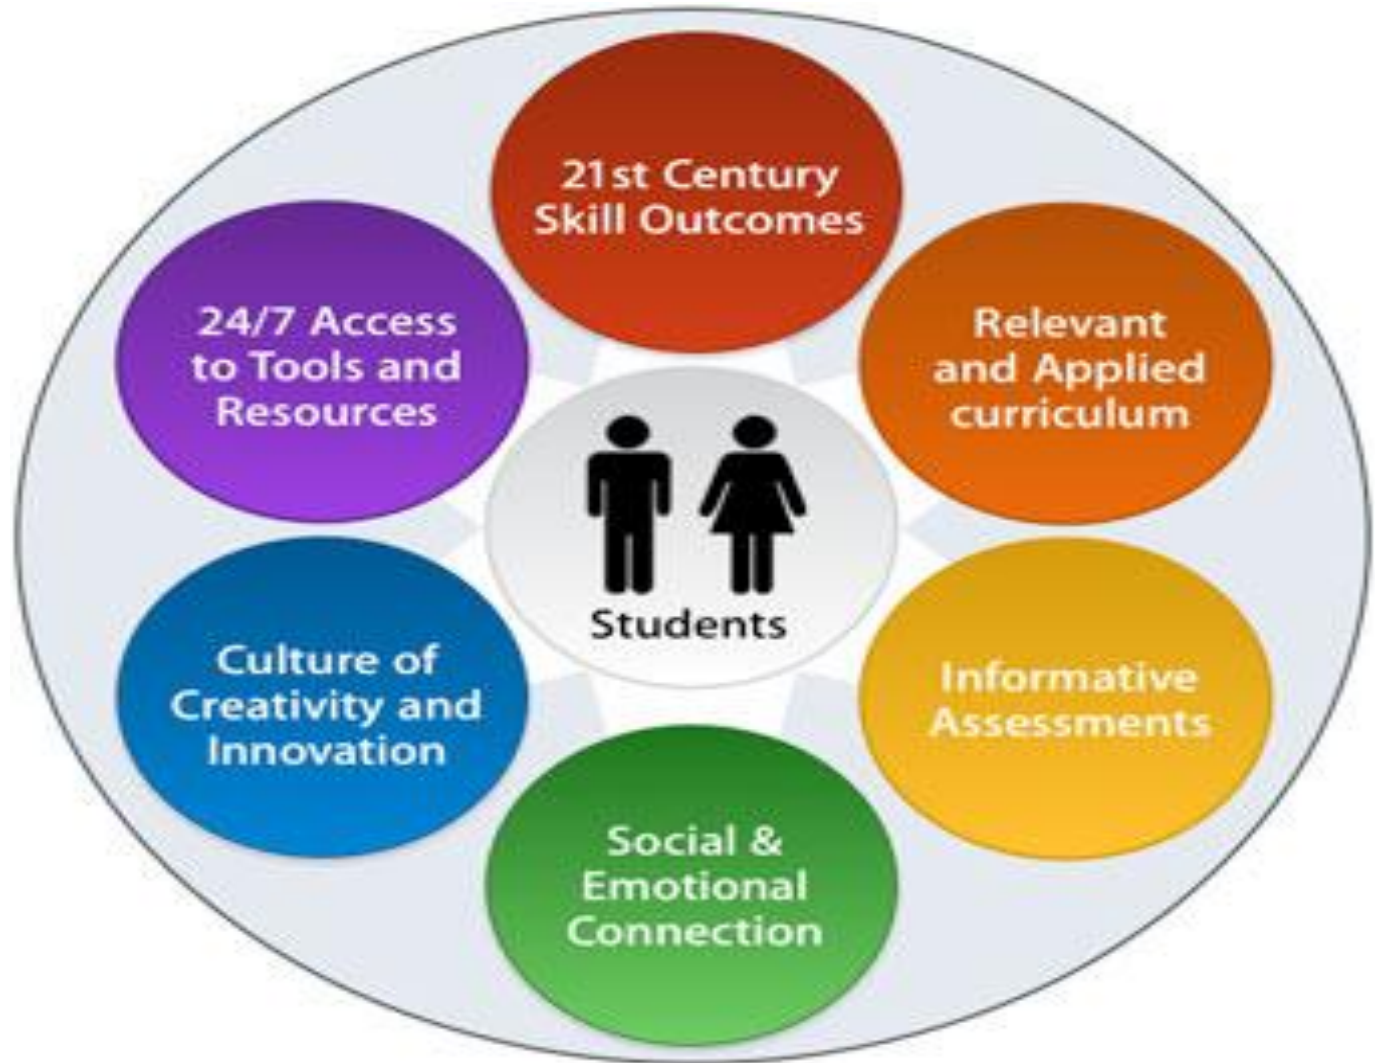 21st Century
Skill Outcomes
Relevant
and Applied
curriculum
Informative
Assessments
Social &
Emotional
Connection
Culture of
Creativity and
Innovation
24/7 Access
to Tools and
Resources
Students